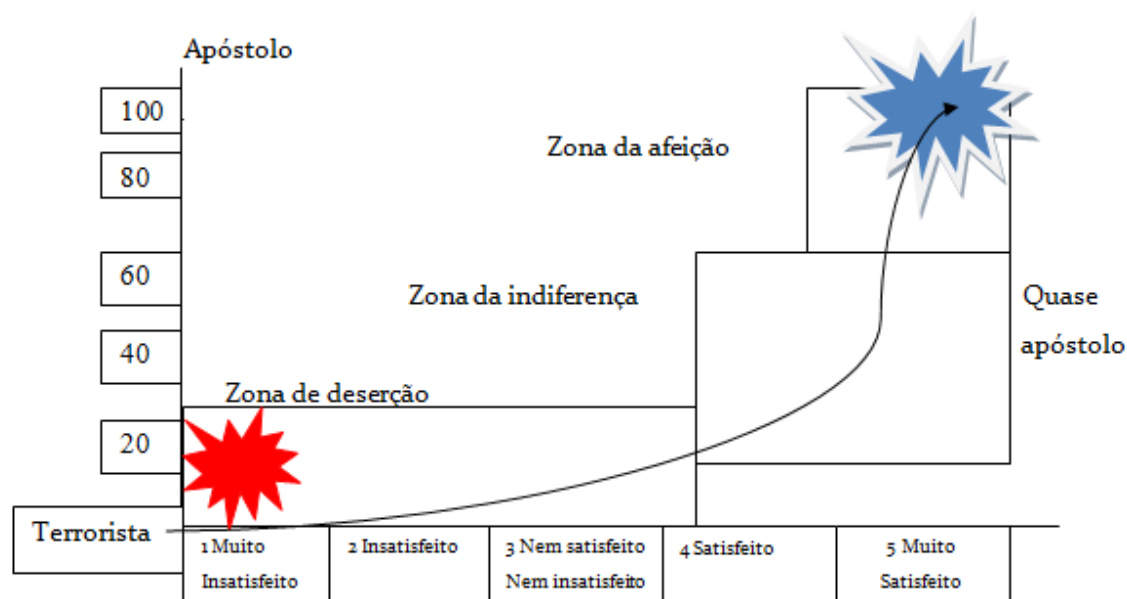 Apóstolo
100
80
Zona da afeição
60
Zona da indiferença
Quase
apóstolo
40
Zona de deserção
20
Terrorista
1 Muito
Insatisfeito
2 Insatisfeito
3 Nem satisfeito
Nem insatisfeito
4 Satisfeito
5 Muito
Satisfeito